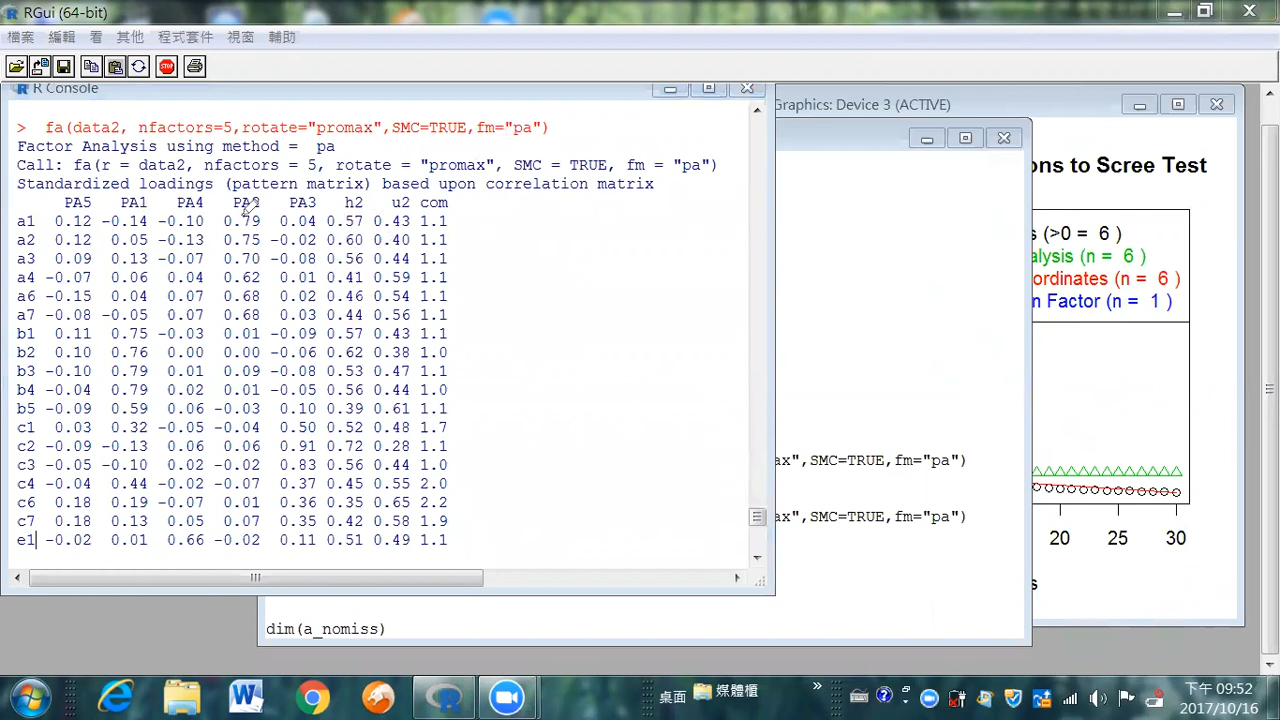 RGui (64-bit)
檔案 編輯 看 其他 程式套件 視窗 輔助
STOP
R Console
> fa(data2, nfactors=5,rotate="promax",SMC=TRUE,fm="pa")
Factor Analysis using method = pa
Call: fa(r = data2, nfactors = 5, rotate = "promax", SMC = TRUE, fm = "pa")
Standardized loadings (pattern matrix) based upon correlation matrix
PA5 PA1 PA4 PA2 PA3 h2 u2 com
a1 0.12 -0.14 -0.10 0.79 0.04 0.57 0.43 1.1
a2 0.12 0.05 -0.13 0.75 -0.02 0.60 0.40 1.1
a3 0.09 0.13 -0.07 0.70 -0.08 0.56 0.44 1.1
a4 -0.07 0.06 0.04 0.62 0.01 0.41 0.59 1.1
a6 -0.15 0.04 0.07 0.68 0.02 0.46 0.54 1.1
a7 -0.08 -0.05 0.07 0.68 0.03 0.44 0.56 1.1
b1 0.11 0.75 -0.03 0.01 -0.09 0.57 0.43 1.1
b2 0.10 0.76 0.00 0.00 -0.06 0.62 0.38 1.0
b3 -0.10 0.79 0.01 0.09 -0.08 0.53 0.47 1.1
b4 -0.04 0.79 0.02 0.01 -0.01 0.56 0.44 1.0
b5 -0.09 0.59 0.06 -0.03 0.10 0.39 0.61 1.1
c1 0.03 0.32 -0.05 -0.04 0.50 0.52 0.48 1.7
c2 -0.09 -0.13 0.06 0.06 0.91 0.72 0.28 1.1
c3 -0.05 -0.10 0.02 -0.02 0.83 0.56 0.44 1.0
c4 -0.04 0.44 -0.02 -0.07 0.37 0.45 0.55 2.0
c6 0.18 0.19 -0.07 0.01 0.36 0.35 0.65 2.2
c7 0.18 0.13 0.05 0.07 0.35 0.42 0.58 1.9
e1 -0.02 0.01 0.66 -0.02 0.11 0.51 0.49 1.1
Graphics: Device 3 (ACTIVE)
ons to Scree Test
s (>0 = 6 )
alysis (n = 6 )
ordinates (n = 6 )
n Factor (n = 1 )
ax",SMC=TRUE,fm="pa")
ax",SMC=TRUE,fm="pa")
20 25 30
s
dim(a_nomiss)
桌面 媒體櫃 »
下午 09:52
2017/10/16